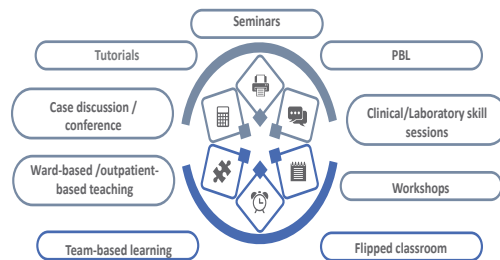 Seminars
Tutorials
PBL
Case discussion /
conference
Clinical/Laboratory skill
sessions
Ward-based /outpatient-
based teaching
Workshops
Team-based learning
Flipped classroom